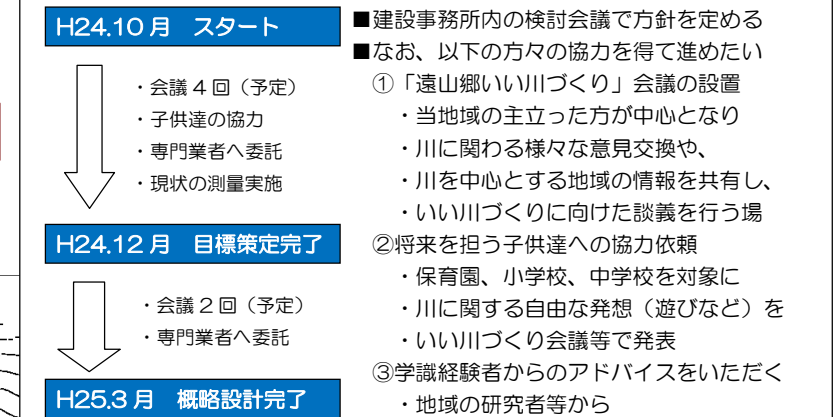 H24.10月　スタート
・会議4回（予定）
・子供達の協力
・専門業者へ委託
・現状の測量実施
H24.12月　目標策定完了
・会議2回（予定）
・専門業者へ委託
H25.3月　概略設計完了
■建設事務所内の検討会議で方針を定める
■なお、以下の方々の協力を得て進めたい
①「遠山郷いい川づくり」会議の設置
・当地域の主立った方が中心となり
・川に関わる様々な意見交換や、
・川を中心とする地域の情報を共有し、
・いい川づくりに向けた談義を行う場
②将来を担う子供達への協力依頼
・保育園、小学校、中学校を対象に
・川に関する自由な発想（遊びなど）を
・いい川づくり会議等で発表
③学識経験者からのアドバイスをいただく
・地域の研究者等から